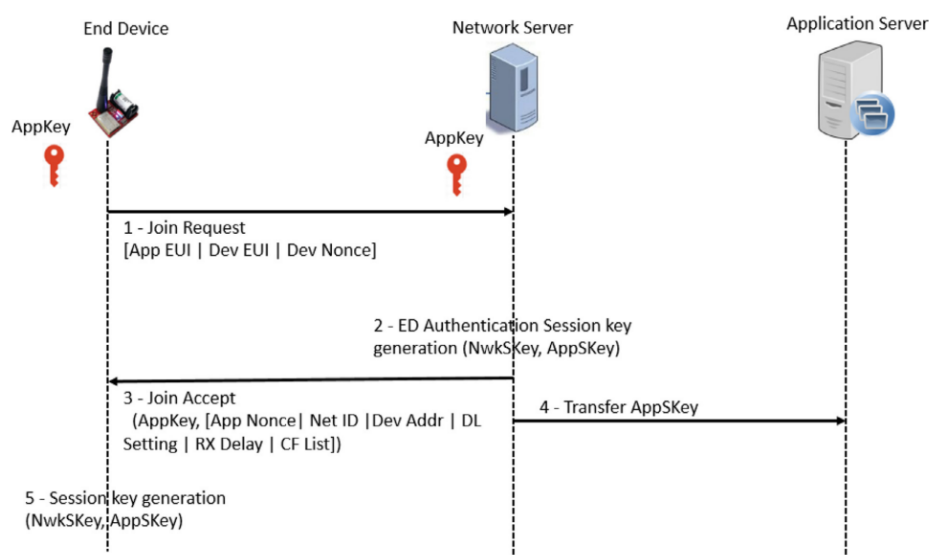 End Device
Network Server
Application Server
AppKey
AppKey
1 - Join Request
[App EUI | Dev EUI | Dev Nonce]
2 - ED Authentication Session key
generation (NwkSKey, AppSKey)
3 - Join Accept
(AppKey, [App Nonce| Net ID |Dev Addr | DL
Setting | RX Delay | CF List])
4 - Transfer AppSKey
5 - Session key generation
(NwkSKey, AppSKey)